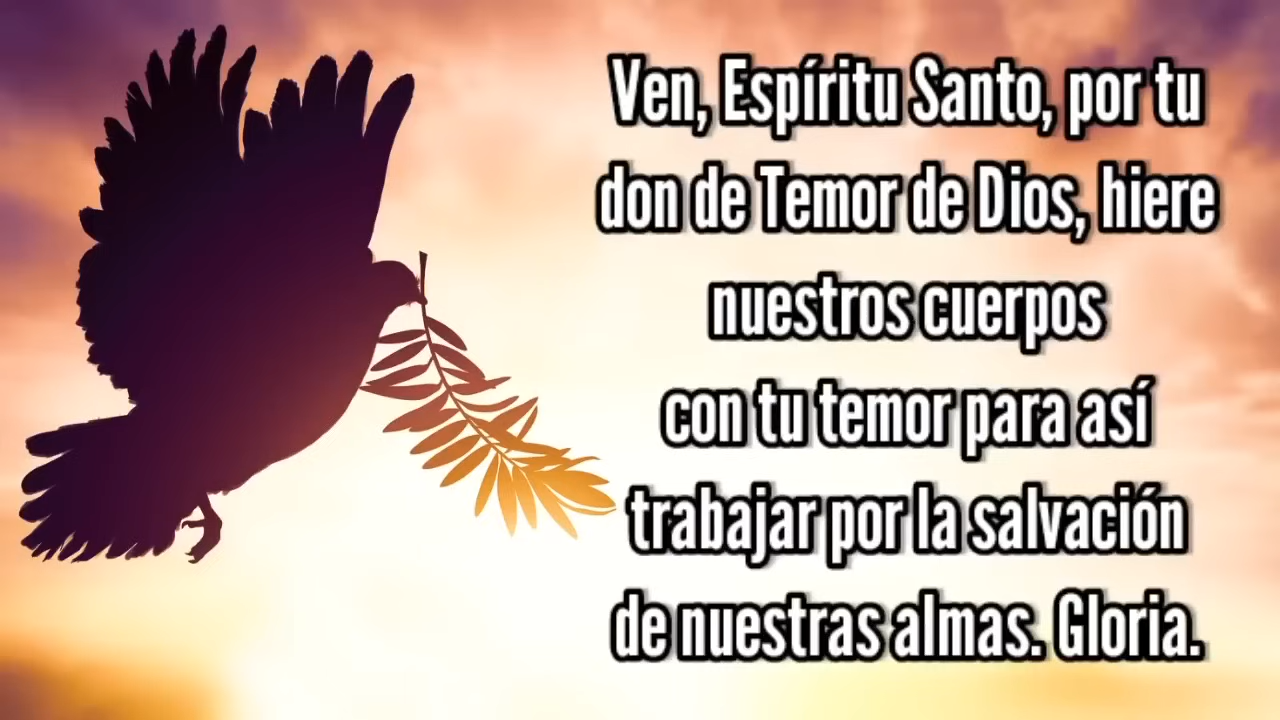 Ven, Espíritu Santo, por tu
don de Temor de Dios, hiere
nuestros cuerpos
con tu temor para así
trabajar por la salvación
de nuestras almas. Gloria.